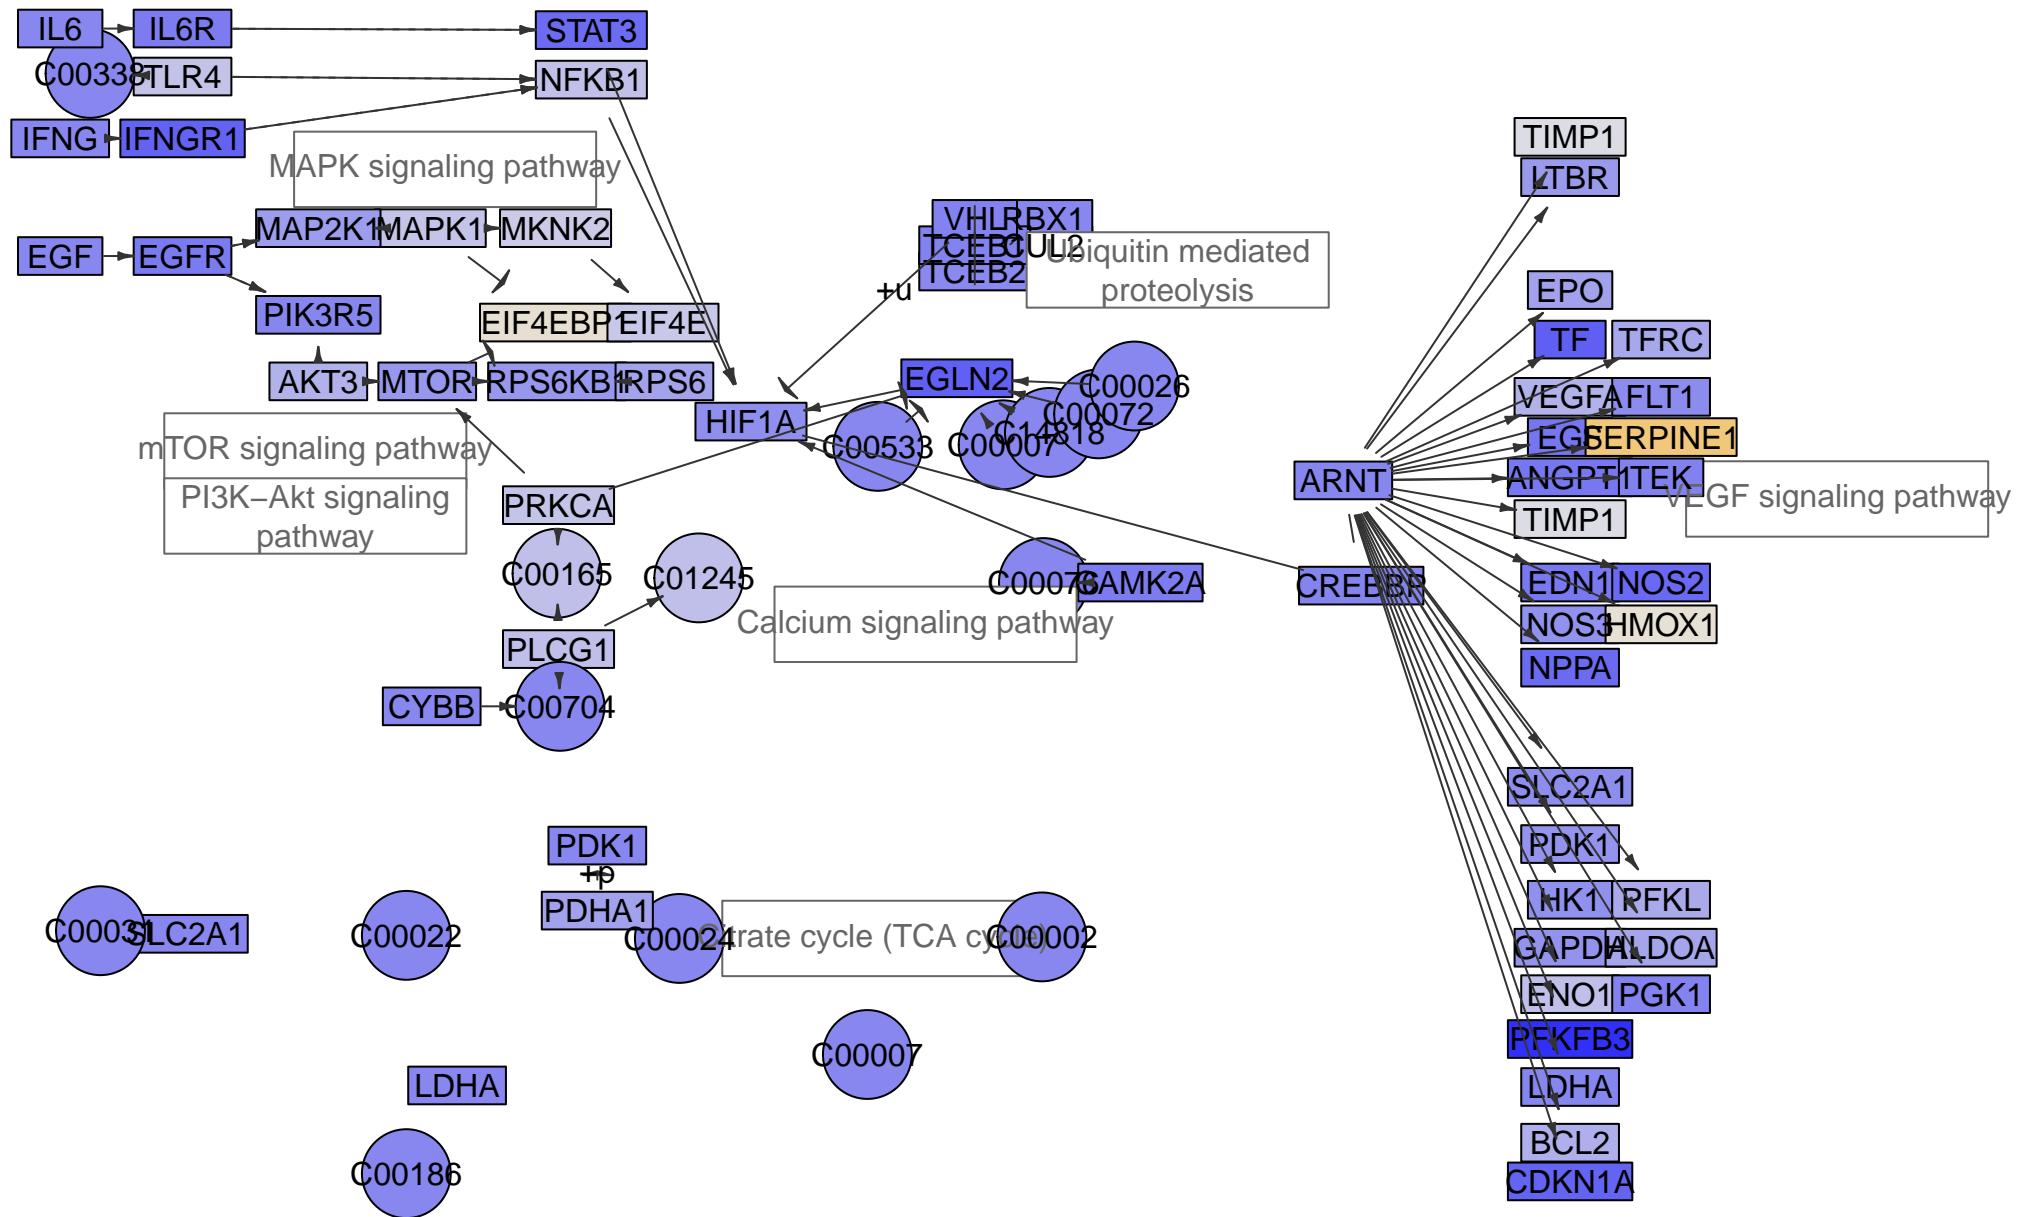 IL6
IL6R
STAT3
C00338
TLR4
NFKB1
IFNG
IFNGR1
MAPK signaling pathway
TIMP1
LTBR
MAP2K1
MAPK1
MKNK2
VHL
RBX1
TCEB1
CUL2
TCEB2
Ubiquitin mediated
proteolysis
+u
EGF
EGFR
PIK3R5
EIF4EBP1
EIF4E
EPO
TF
TFRC
AKT3
MTOR
RPS6KB1
RPS6
EGLN2
C00026
C00072
C14818
C00007
C00533
HIF1A
VEGFA
FLT1
EGF
SERPINE1
mTOR signaling pathway
PI3K−Akt signaling
pathway
PRKCA
ARNT
ANGPT1
TEK
VEGF signaling pathway
TIMP1
C00165
C01245
C00076
CAMK2A
CREBBP
EDN1
NOS2
Calcium signaling pathway
NOS3
HMOX1
PLCG1
NPPA
CYBB
C00704
SLC2A1
PDK1
+p
PDHA1
PDK1
HK1
PFKL
C00031
SLC2A1
C00022
C00024
Citrate cycle (TCA cycle)
C00002
GAPDH
ALDOA
ENO1
PGK1
PFKFB3
C00007
LDHA
LDHA
BCL2
C00186
CDKN1A